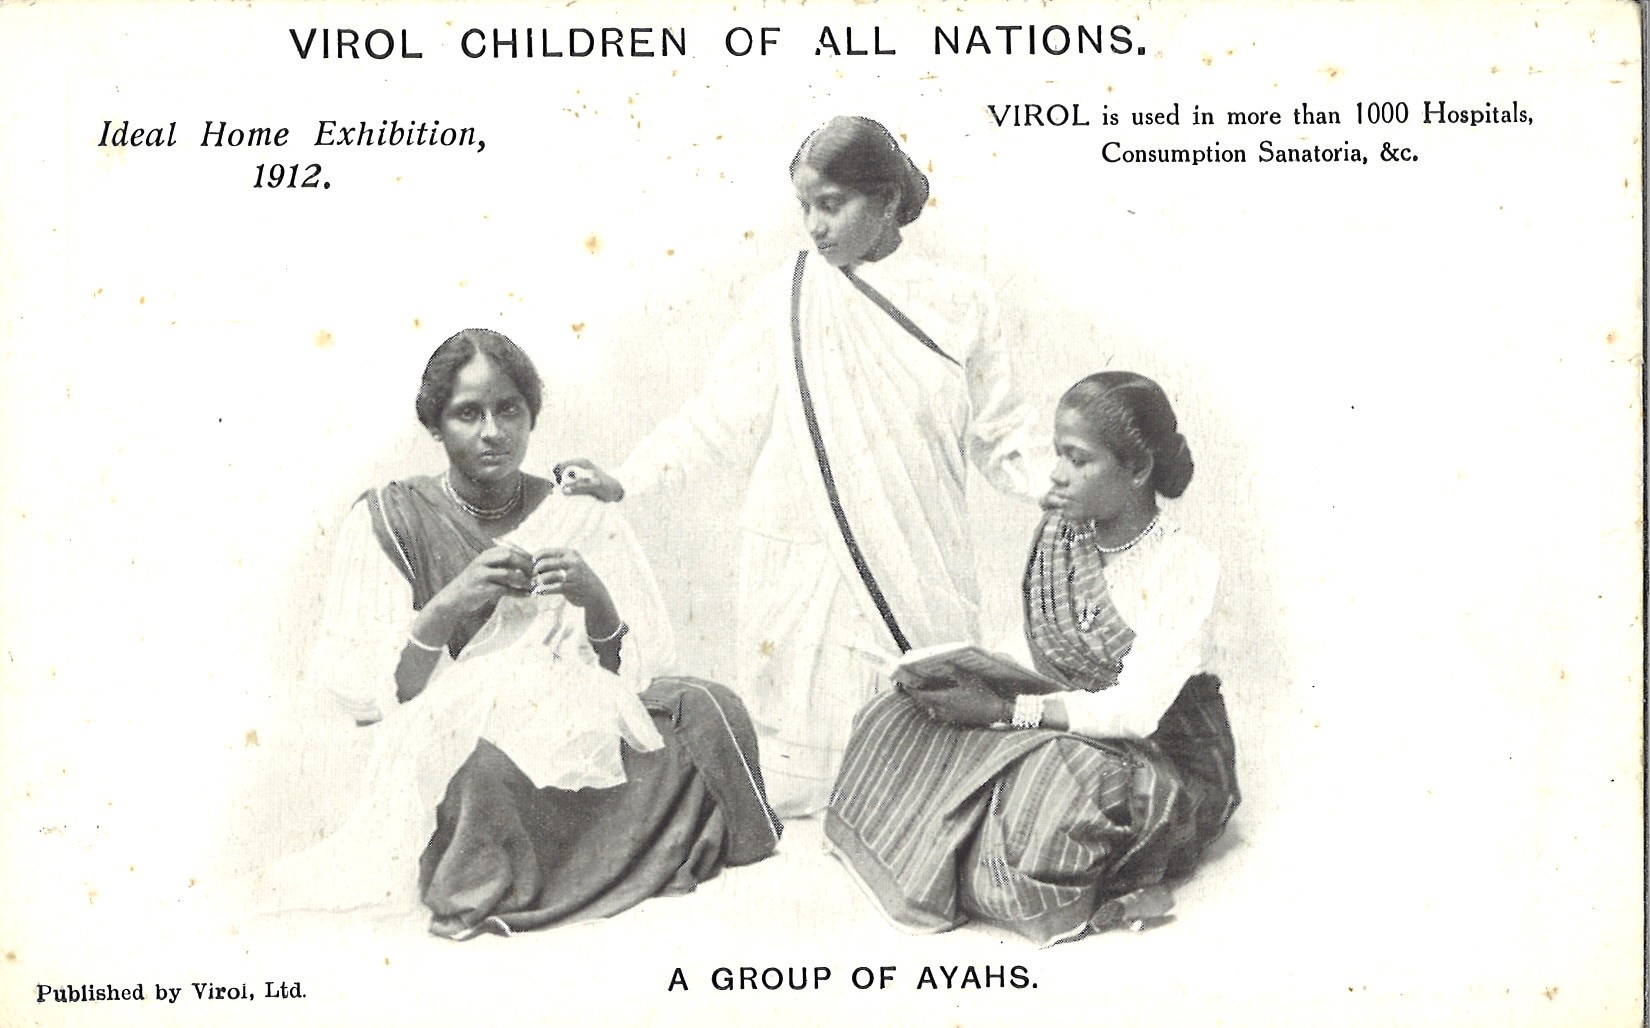 VIROL CHILDREN OF ALL NATIONS.
Ideal Home Exhibition,
1912.
VIROL is used in more than 1000 Hospitals,
Consumption Sanatoria, &c.
A GROUP OF AYAHS.
Published by Virol, Ltd.